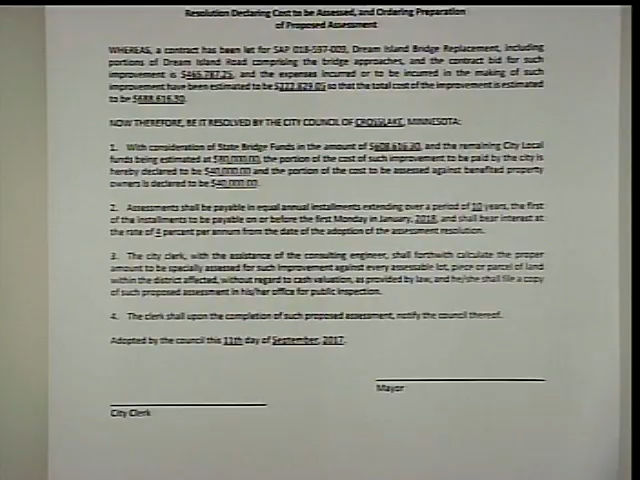 Resolution Declaring Cost to be Assessed, and Ordering Preparation
of Proposed Assessment
WHEREAS, a contract has been let for SAP 018-597-009, Dream Island Bridge Replacement, including
portions of Dream Island Road comprising the bridge approaches, and the contract bid for such
improvement is $465,787.25, and the expenses incurred or to be incurred in the making of such
improvement have been estimated to be $222,829.05 so that the total cost of the improvement is estimated
to be $688,616.30.
NOW THEREFORE, BE IT RESOLVED BY THE CITY COUNCIL OF CROSSLAKE, MINNESOTA:
1. With consideration of State Bridge Funds in the amount of $608,616.30, and the remaining City Local
funds being estimated at $80,000.00, the portion of the cost of such improvement to be paid by the city is
hereby declared to be $40,000.00 and the portion of the cost to be assessed against benefited property
owners is declared to be $40,000.00.
2. Assessments shall be payable in equal annual installments extending over a period of 10 years, the first
of the installments to be payable on or before the first Monday in January, 2018, and shall bear interest at
the rate of 4 percent per annum from the date of the adoption of the assessment resolution.
3. The city clerk, with the assistance of the consulting engineer, shall forthwith calculate the proper
amount to be specially assessed for such improvement against every assessable lot, piece or parcel of land
within the district affected, without regard to cash valuation, as provided by law, and he/she shall file a copy
of such proposed assessment in his/her office for public inspection.
4. The clerk shall upon the completion of such proposed assessment, notify the council thereof.
Adopted by the council this 11th day of September, 2017.
Mayor
City Clerk